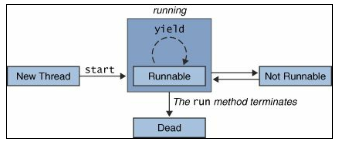 running
yield
New Thread
start
Runnable
Not Runnable
The run method terminates
Dead